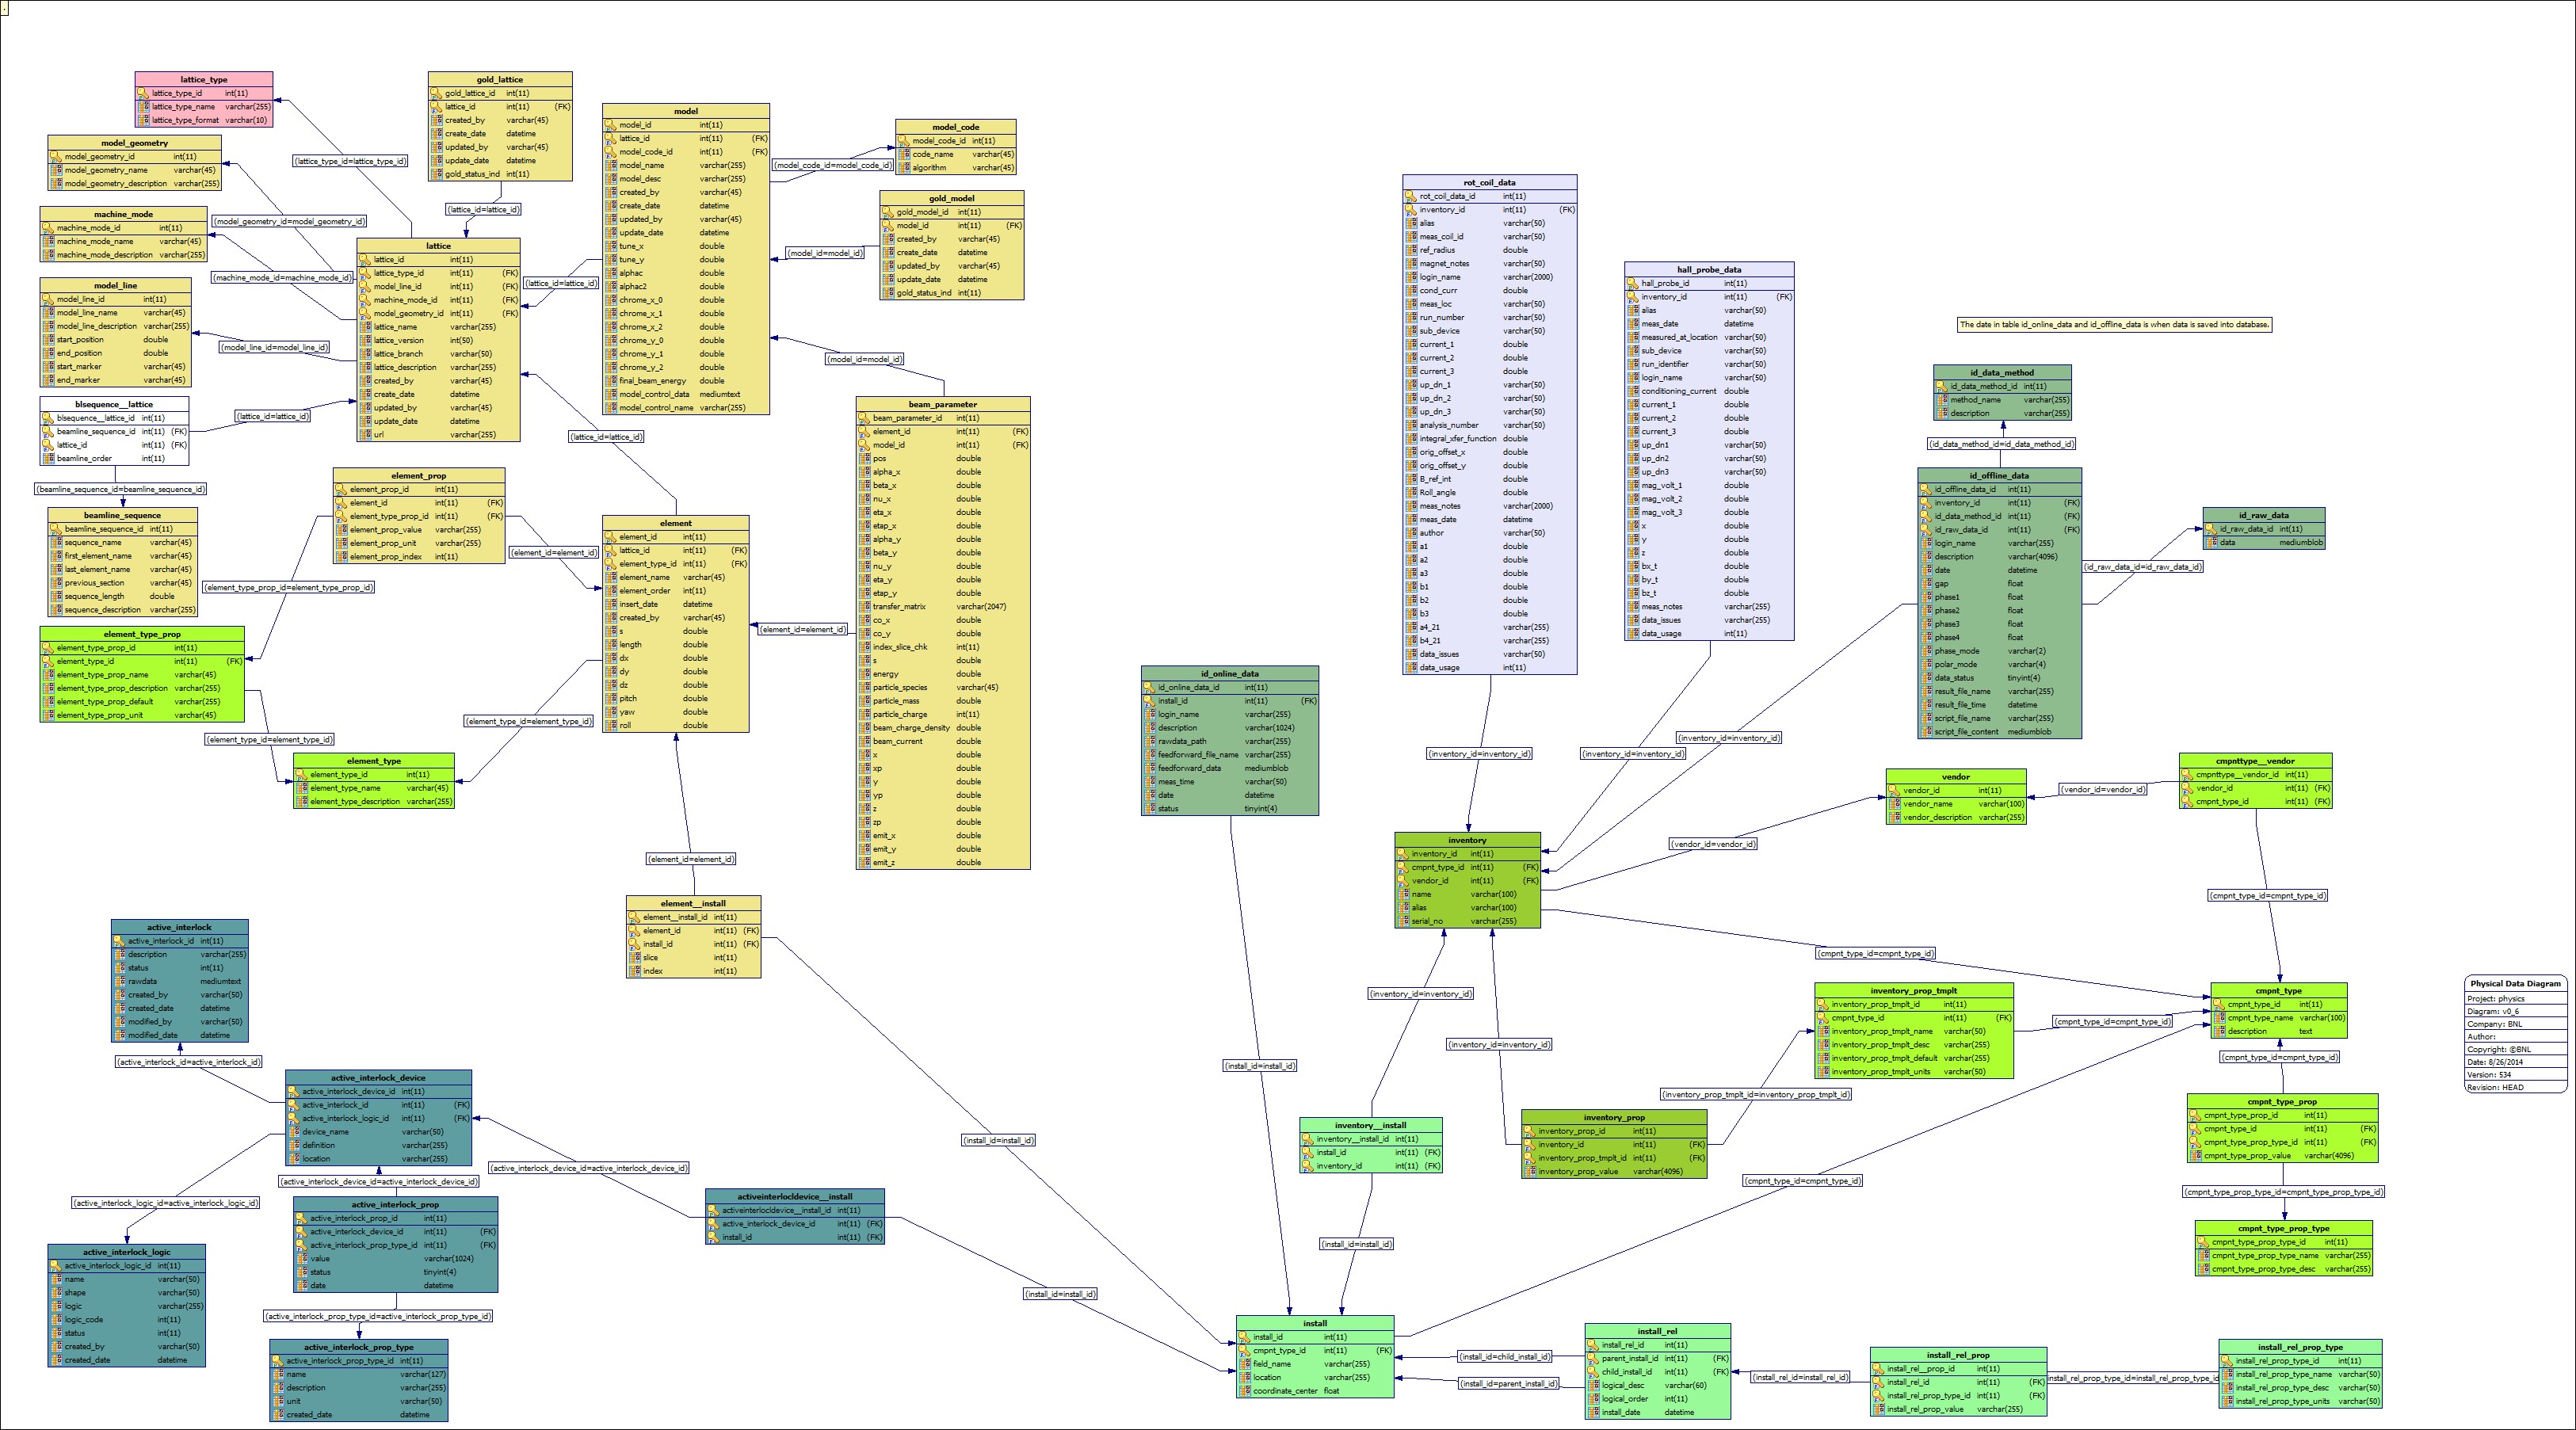 .
lattice_type
lattice_type_id int(11)
lattice_type_name varchar(255)
lattice_type_format varchar(10)
gold_lattice
gold_lattice_id int(11)
lattice_id int(11) (FK)
created_by varchar(45)
create_date datetime
updated_by varchar(45)
update_date datetime
gold_status_ind int(11)
model
model_id int(11)
lattice_id int(11) (FK)
model_code_id int(11) (FK)
model_name varchar(255)
model_desc varchar(255)
created_by varchar(45)
create_date datetime
updated_by varchar(45)
update_date datetime
tune_x double
tune_y double
alphac double
alphac2 double
chrome_x_0 double
chrome_x_1 double
chrome_x_2 double
chrome_y_0 double
chrome_y_1 double
chrome_y_2 double
final_beam_energy double
model_control_data mediumtext
model_control_name varchar(255)
model_code
model_code_id int(11)
code_name varchar(45)
algorithm varchar(45)
(model_code_id=model_code_id)
gold_model
gold_model_id int(11)
model_id int(11) (FK)
created_by varchar(45)
create_date datetime
updated_by varchar(45)
update_date datetime
gold_status_ind int(11)
(model_id=model_id)
(model_id=model_id)
model_geometry
model_geometry_id int(11)
model_geometry_name varchar(45)
model_geometry_description varchar(255)
(lattice_type_id=lattice_type_id)
(lattice_id=lattice_id)
(model_geometry_id=model_geometry_id)
machine_mode
machine_mode_id int(11)
machine_mode_name varchar(45)
machine_mode_description varchar(255)
(machine_mode_id=machine_mode_id)
(lattice_id=lattice_id)
model_line
model_line_id int(11)
model_line_name varchar(45)
model_line_description varchar(255)
start_position double
end_position double
start_marker varchar(45)
end_marker varchar(45)
(model_line_id=model_line_id)
lattice
lattice_id int(11)
lattice_type_id int(11) (FK)
model_line_id int(11) (FK)
machine_mode_id int(11) (FK)
model_geometry_id int(11) (FK)
lattice_name varchar(255)
lattice_version int(50)
lattice_branch varchar(50)
lattice_description varchar(255)
created_by varchar(45)
create_date datetime
updated_by varchar(45)
update_date datetime
url varchar(255)
blsequence__lattice
blsequence__lattice_id int(11)
beamline_sequence_id int(11) (FK)
lattice_id int(11) (FK)
beamline_order int(11)
(lattice_id=lattice_id)
(lattice_id=lattice_id)
(beamline_sequence_id=beamline_sequence_id)
beamline_sequence
beamline_sequence_id int(11)
sequence_name varchar(45)
first_element_name varchar(45)
last_element_name varchar(45)
previous_section varchar(45)
sequence_length double
sequence_description varchar(255)
element_prop
element_prop_id int(11)
element_id int(11) (FK)
element_type_prop_id int(11) (FK)
element_prop_value varchar(255)
element_prop_unit varchar(255)
element_prop_index int(11)
(element_id=element_id)
(element_type_prop_id=element_type_prop_id)
element
element_id int(11)
lattice_id int(11) (FK)
element_type_id int(11) (FK)
element_name varchar(45)
element_order int(11)
insert_date datetime
created_by varchar(45)
s double
length double
dx double
dy double
dz double
pitch double
yaw double
roll double
beam_parameter
beam_parameter_id int(11)
element_id int(11) (FK)
model_id int(11) (FK)
pos double
alpha_x double
beta_x double
nu_x double
eta_x double
etap_x double
alpha_y double
beta_y double
nu_y double
eta_y double
etap_y double
transfer_matrix varchar(2047)
co_x double
co_y double
index_slice_chk int(11)
s double
energy double
particle_species varchar(45)
particle_mass double
particle_charge int(11)
beam_charge_density double
beam_current double
x double
xp double
y double
yp double
z double
zp double
emit_x double
emit_y double
emit_z double
(element_id=element_id)
element_type_prop
element_type_prop_id int(11)
element_type_id int(11) (FK)
element_type_prop_name varchar(45)
element_type_prop_description varchar(255)
element_type_prop_default varchar(255)
element_type_prop_unit varchar(45)
(element_type_id=element_type_id)
(element_type_id=element_type_id)
element_type
element_type_id int(11)
element_type_name varchar(45)
element_type_description varchar(255)
(element_id=element_id)
element__install
element__install_id int(11)
element_id int(11) (FK)
install_id int(11) (FK)
slice int(11)
index int(11)
rot_coil_data
rot_coil_data_id int(11)
inventory_id int(11) (FK)
alias varchar(50)
meas_coil_id varchar(50)
ref_radius double
magnet_notes varchar(50)
login_name varchar(2000)
cond_curr double
meas_loc varchar(50)
run_number varchar(50)
sub_device varchar(50)
current_1 double
current_2 double
current_3 double
up_dn_1 varchar(50)
up_dn_2 varchar(50)
up_dn_3 varchar(50)
analysis_number varchar(50)
integral_xfer_function double
orig_offset_x double
orig_offset_y double
B_ref_int double
Roll_angle double
meas_notes varchar(2000)
meas_date datetime
author varchar(50)
a1 double
a2 double
a3 double
b1 double
b2 double
b3 double
a4_21 varchar(255)
b4_21 varchar(255)
data_issues varchar(50)
data_usage int(11)
hall_probe_data
hall_probe_id int(11)
inventory_id int(11) (FK)
alias varchar(50)
meas_date datetime
measured_at_location varchar(50)
sub_device varchar(50)
run_identifier varchar(50)
login_name varchar(50)
conditioning_current double
current_1 double
current_2 double
current_3 double
up_dn1 varchar(50)
up_dn2 varchar(50)
up_dn3 varchar(50)
mag_volt_1 double
mag_volt_2 double
mag_volt_3 double
x double
y double
z double
bx_t double
by_t double
bz_t double
meas_notes varchar(255)
data_issues varchar(255)
data_usage int(11)
The date in table id_online_data and id_offline_data is when data is saved into database.
id_data_method
id_data_method_id int(11)
method_name varchar(255)
description varchar(255)
(id_data_method_id=id_data_method_id)
id_offline_data
id_offline_data_id int(11)
inventory_id int(11) (FK)
id_data_method_id int(11) (FK)
id_raw_data_id int(11) (FK)
login_name varchar(255)
description varchar(4096)
date datetime
gap float
phase1 float
phase2 float
phase3 float
phase4 float
phase_mode varchar(2)
polar_mode varchar(4)
data_status tinyint(4)
result_file_name varchar(255)
result_file_time datetime
script_file_name varchar(255)
script_file_content mediumblob
id_raw_data
id_raw_data_id int(11)
data mediumblob
(id_raw_data_id=id_raw_data_id)
id_online_data
id_online_data_id int(11)
install_id int(11) (FK)
login_name varchar(255)
description varchar(1024)
rawdata_path varchar(255)
feedforward_file_name varchar(255)
feedforward_data mediumblob
meas_time varchar(50)
date datetime
status tinyint(4)
(inventory_id=inventory_id)
(inventory_id=inventory_id)
(inventory_id=inventory_id)
vendor
vendor_id int(11)
vendor_name varchar(100)
vendor_description varchar(255)
(vendor_id=vendor_id)
cmpnttype__vendor
cmpnttype__vendor_id int(11)
vendor_id int(11) (FK)
cmpnt_type_id int(11) (FK)
(vendor_id=vendor_id)
inventory
inventory_id int(11)
cmpnt_type_id int(11) (FK)
vendor_id int(11) (FK)
name varchar(100)
alias varchar(100)
serial_no varchar(255)
(cmpnt_type_id=cmpnt_type_id)
(cmpnt_type_id=cmpnt_type_id)
(inventory_id=inventory_id)
(inventory_id=inventory_id)
inventory_prop_tmplt
inventory_prop_tmplt_id int(11)
cmpnt_type_id int(11) (FK)
inventory_prop_tmplt_name varchar(50)
inventory_prop_tmplt_desc varchar(255)
inventory_prop_tmplt_default varchar(255)
inventory_prop_tmplt_units varchar(50)
(cmpnt_type_id=cmpnt_type_id)
cmpnt_type
cmpnt_type_id int(11)
cmpnt_type_name varchar(100)
description text
(cmpnt_type_id=cmpnt_type_id)
Physical Data Diagram
Project: physics
Diagram: v0_6
Company: BNL
Author:
Copyright: ©BNL
Date: 8/26/2014
Version: 534
Revision: HEAD
cmpnt_type_prop
cmpnt_type_prop_id int(11)
cmpnt_type_id int(11) (FK)
cmpnt_type_prop_type_id int(11) (FK)
cmpnt_type_prop_value varchar(4096)
(cmpnt_type_prop_type_id=cmpnt_type_prop_type_id)
cmpnt_type_prop_type
cmpnt_type_prop_type_id int(11)
cmpnt_type_prop_type_name varchar(255)
cmpnt_type_prop_type_desc varchar(255)
(inventory_prop_tmplt_id=inventory_prop_tmplt_id)
inventory_prop
inventory_prop_id int(11)
inventory_id int(11) (FK)
inventory_prop_tmplt_id int(11) (FK)
inventory_prop_value varchar(4096)
(cmpnt_type_id=cmpnt_type_id)
(install_id=install_id)
inventory__install
inventory__install_id int(11)
install_id int(11) (FK)
inventory_id int(11) (FK)
(install_id=install_id)
(install_id=install_id)
(install_id=install_id)
active_interlock
active_interlock_id int(11)
description varchar(255)
status int(11)
rawdata mediumtext
created_by varchar(50)
created_date datetime
modified_by varchar(50)
modified_date datetime
(active_interlock_id=active_interlock_id)
active_interlock_device
active_interlock_device_id int(11)
active_interlock_id int(11) (FK)
active_interlock_logic_id int(11) (FK)
device_name varchar(50)
definition varchar(255)
location varchar(255)
(active_interlock_device_id=active_interlock_device_id)
(active_interlock_device_id=active_interlock_device_id)
(active_interlock_logic_id=active_interlock_logic_id)
active_interlock_prop
active_interlock_prop_id int(11)
active_interlock_device_id int(11) (FK)
active_interlock_prop_type_id int(11) (FK)
value varchar(1024)
status tinyint(4)
date datetime
activeinterlocldevice__install
activeinterlocldevice__install_id int(11)
active_interlock_device_id int(11) (FK)
install_id int(11) (FK)
active_interlock_logic
active_interlock_logic_id int(11)
name varchar(50)
shape varchar(50)
logic varchar(255)
logic_code int(11)
status int(11)
created_by varchar(50)
created_date datetime
(active_interlock_prop_type_id=active_interlock_prop_type_id)
active_interlock_prop_type
active_interlock_prop_type_id int(11)
name varchar(127)
description varchar(255)
unit varchar(50)
created_date datetime
install
install_id int(11)
cmpnt_type_id int(11) (FK)
field_name varchar(255)
location varchar(255)
coordinate_center float
(install_id=child_install_id)
(install_id=parent_install_id)
install_rel
install_rel_id int(11)
parent_install_id int(11) (FK)
child_install_id int(11) (FK)
logical_desc varchar(60)
logical_order int(11)
install_date datetime
(install_rel_id=install_rel_id)
install_rel_prop
install_rel__prop_id int(11)
install_rel_id int(11) (FK)
install_rel_prop_type_id int(11) (FK)
install_rel_prop_value varchar(255)
install_rel_prop_type_id=install_rel_prop_type_id
install_rel_prop_type
install_rel_prop_type_id int(11)
install_rel_prop_type_name varchar(50)
install_rel_prop_type_desc varchar(50)
install_rel_prop_type_units varchar(50)